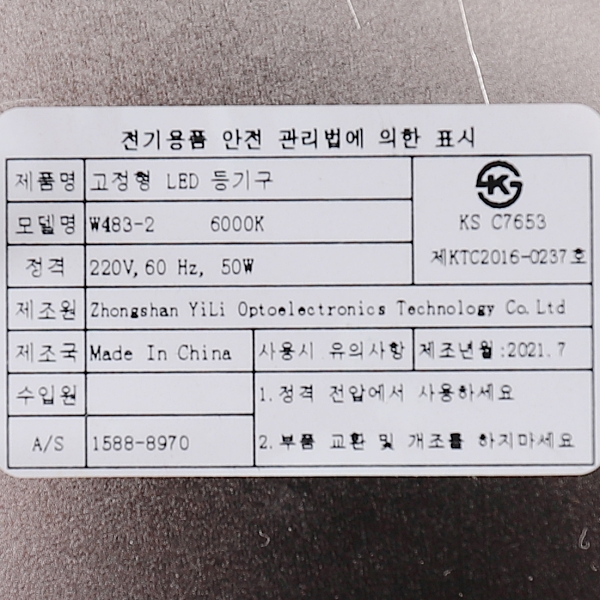 전기용품 안전 관리법에 의한 표시
제품명 고정형 LED 등기구
모델명 W483-2 6000K
KS C7653
정격 220V, 60 Hz, 50W
제KTC2016-0237호
제조원 Zhongshan YiLi Optoelectronics Technology Co. Ltd
제조국 Made In China 사용시 유의사항 제조년월:2021.7
수입원
1.정격 전압에서 사용하세요
A/S 1588-8970
2.부품 교환 및 개조를 하지마세요